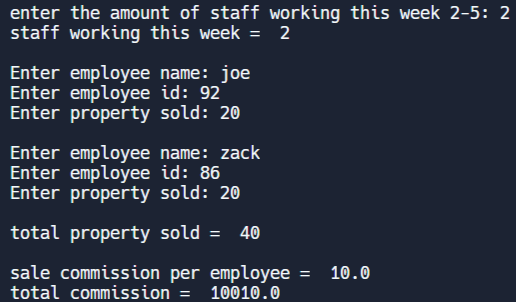 enter the amount of staff working this week 2-5: 2
staff working this week =  2
Enter employee name: joe
Enter employee id: 92
Enter property sold: 20
Enter employee name: zack
Enter employee id: 86
Enter property sold: 20
total property sold =  40
sale commission per employee =  10.0
total commission =  10010.0